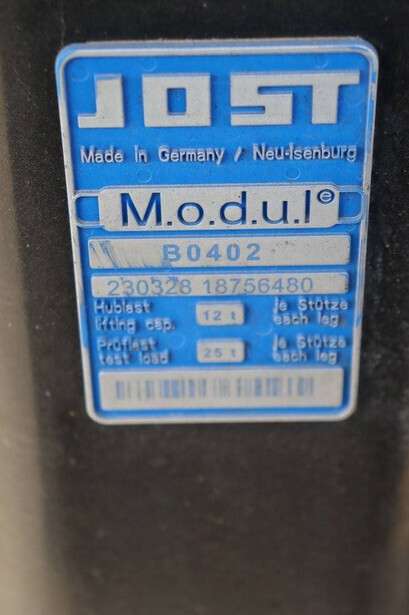 JOST
Made in Germany / Neu-Isenburg
M.o.d.u.l e
B0402
230328 18756480
Hublast 12 t je Stütze
lifting cap. each leg
Prüflast 25 t je Stütze
test load each leg